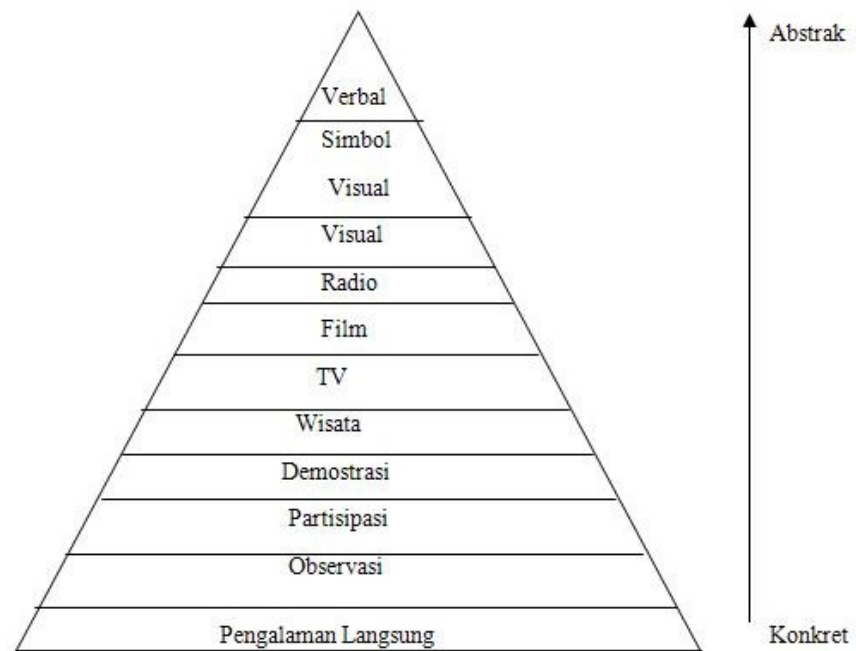 Abstrak
Verbal
Simbol
Visual
Visual
Radio
Film
TV
Wisata
Demostrasi
Partisipasi
Observasi
Pengalaman Langsung
Konkret